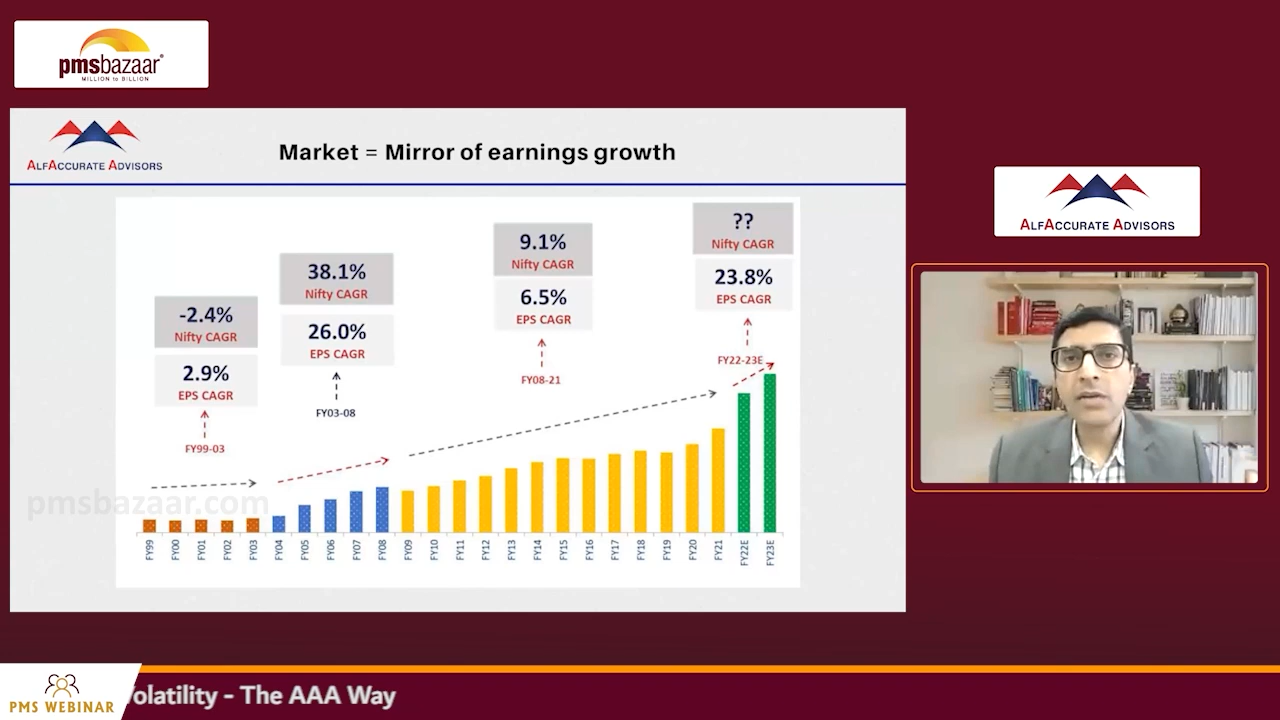 pmsbazaar
MILLION to BILLION
ALFACCURATE ADVISORS
Market = Mirror of earnings growth
-2.4%
Nifty CAGR
2.9%
EPS CAGR
FY99-03
38.1%
Nifty CAGR
26.0%
EPS CAGR
FY03-08
9.1%
Nifty CAGR
6.5%
EPS CAGR
FY08-21
??
Nifty CAGR
23.8%
EPS CAGR
FY22-23E
pmsbazaar.com
FY99
FY00
FY01
FY02
FY03
FY04
FY05
FY06
FY07
FY08
FY09
FY10
FY11
FY12
FY13
FY14
FY15
FY16
FY17
FY18
FY19
FY20
FY21
FY22E
FY23E
ALFACCURATE ADVISORS
PMS WEBINAR
Volatility - The AAA Way